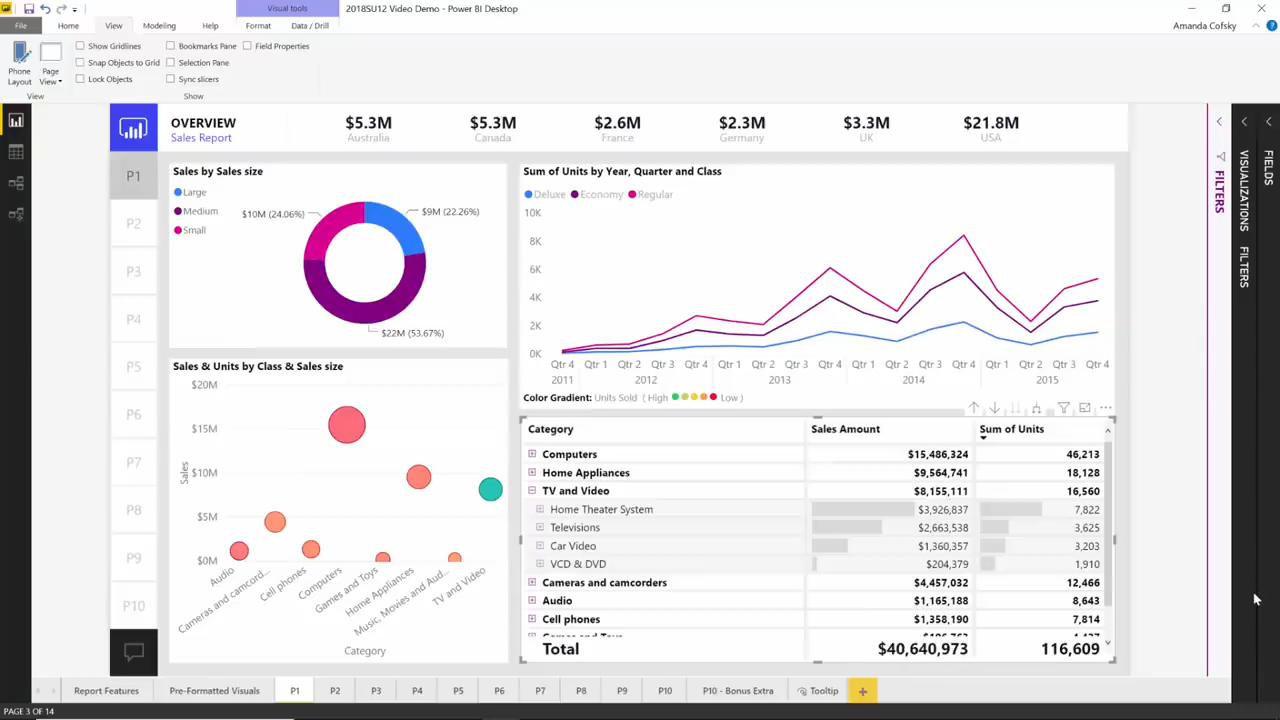 Visual tools
2018SU12 Video Demo - Power BI Desktop
File Home View Modeling Help Format Data / Drill
Amanda Cofsky
Show Gridlines Bookmarks Pane Field Properties
Snap Objects to Grid Selection Pane
Lock Objects Sync slicers
Phone Layout
Page View
View Show
OVERVIEW
Sales Report
$5.3M $5.3M $2.6M $2.3M $3.3M $21.8M
Australia Canada France Germany UK USA
P1
P2
P3
P4
P5
P6
P7
P8
P9
P10
Sales by Sales size
Large
Medium
Small
$10M (24.06%)
$9M (22.26%)
$22M (53.67%)
Sum of Units by Year, Quarter and Class
Deluxe Economy Regular
10K
8K
6K
4K
2K
0K
Qtr 4 Qtr 1 Qtr 2 Qtr 3 Qtr 4 Qtr 1 Qtr 2 Qtr 3 Qtr 4 Qtr 1 Qtr 2 Qtr 3 Qtr 4 Qtr 1 Qtr 2 Qtr 3 Qtr 4
2011 2012 2013 2014 2015
Color Gradient: Units Sold ( High Low )
Sales & Units by Class & Sales size
Sales
$20M
$15M
$10M
$5M
$0M
Audio
Cameras and camcord...
Cell phones
Computers
Games and Toys
Home Appliances
Music, Movies and Aud...
TV and Video
Category
Category Sales Amount Sum of Units
Computers $15,486,324 46,213
Home Appliances $9,564,741 18,128
TV and Video $8,155,111 16,560
Home Theater System $3,926,837 7,822
Televisions $2,663,538 3,625
Car Video $1,360,357 3,203
VCD & DVD $204,379 1,910
Cameras and camcorders $4,457,032 12,466
Audio $1,165,188 8,643
Cell phones $1,358,190 7,814
Total $40,640,973 116,609
FILTERS
VISUALIZATIONS
FILTERS
FIELDS
Report Features Pre-Formatted Visuals P1 P2 P3 P4 P5 P6 P7 P8 P9 P10 P10 - Bonus Extra Tooltip
PAGE 3 OF 14